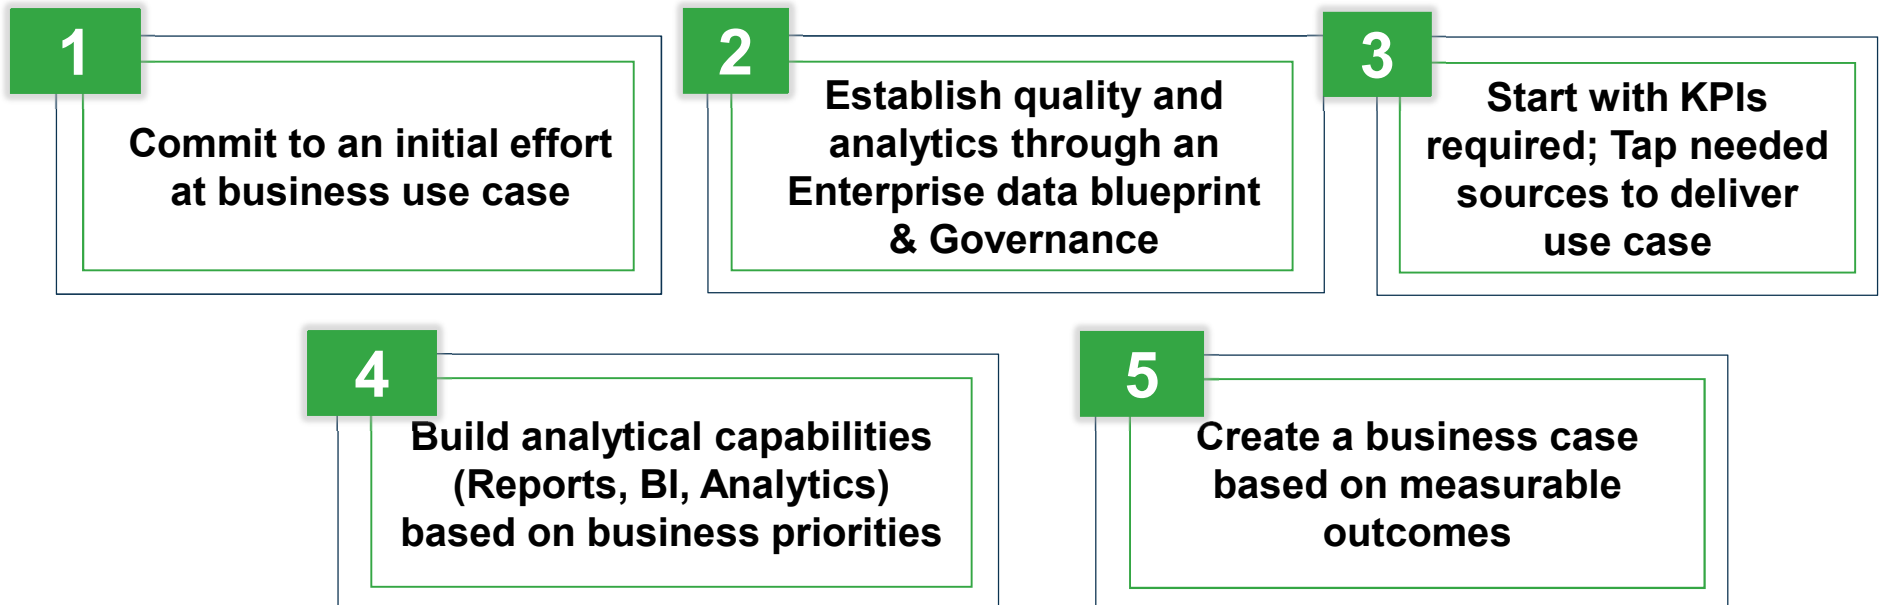 1
Commit to an initial effort
at business use case
2
Establish quality and
analytics through an
Enterprise data blueprint
& Governance
3
Start with KPIs
required; Tap needed
sources to deliver
use case
4
Build analytical capabilities
(Reports, BI, Analytics)
based on business priorities
5
Create a business case
based on measurable
outcomes